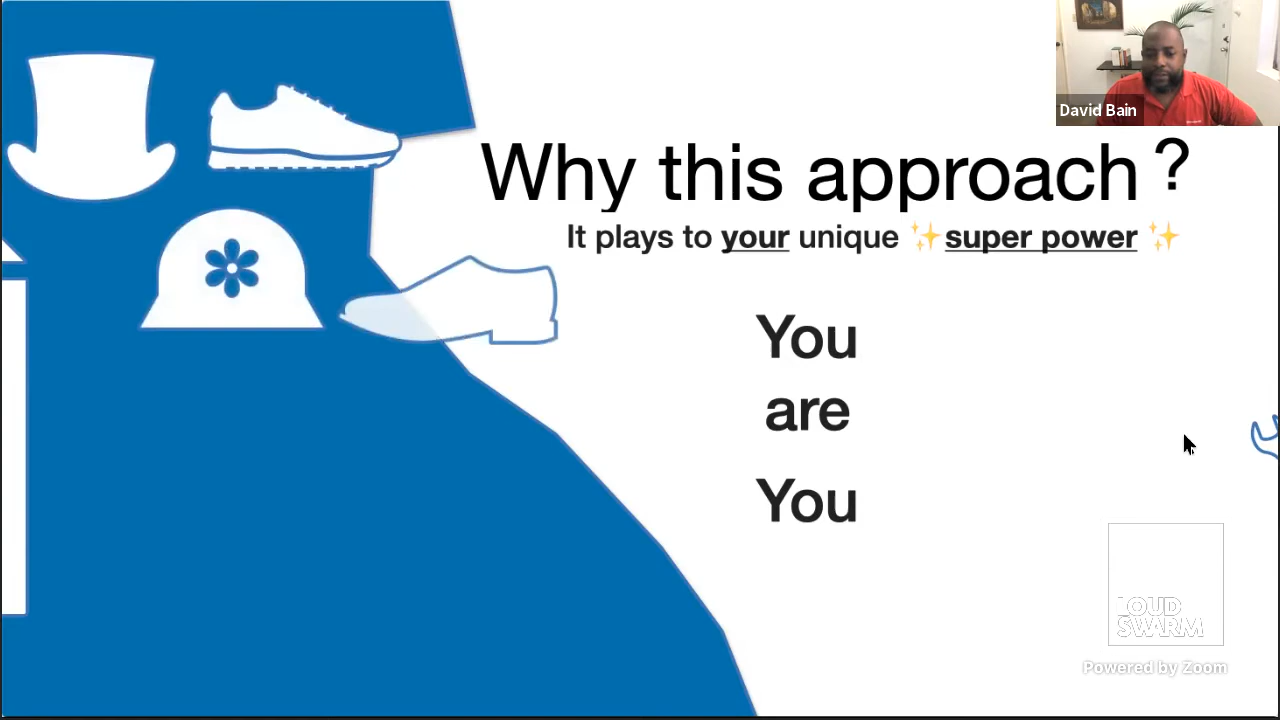 David Bain
Why this approach ?
It plays to your unique ✨super power✨
You
are
You
LOUD
SWARM
Powered by Zoom